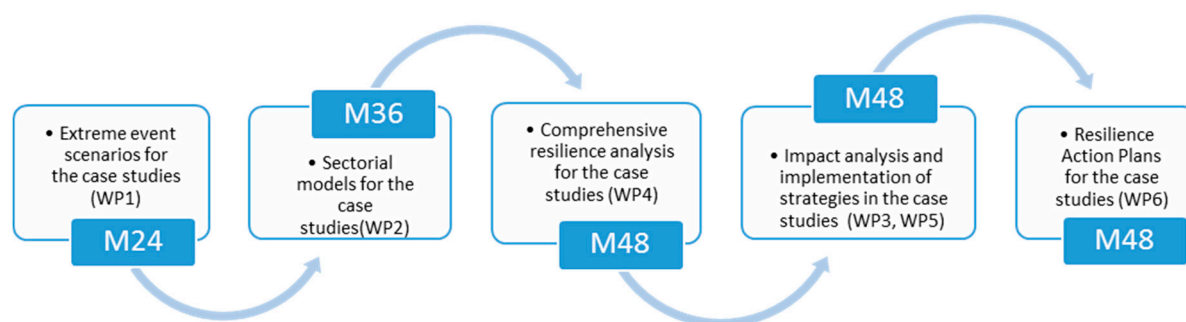 • Extreme event
scenarios for
the case studies
(WP1)
M24
M36
• Sectorial
models for the
case
studies(WP2)
• Comprehensive
resilience analysis
for the case
studies (WP4)
M48
M48
• Impact analysis and
implementation of
strategies in the case
studies (WP3, WP5)
• Resilience
Action Plans
for the case
studies (WP6)
M48